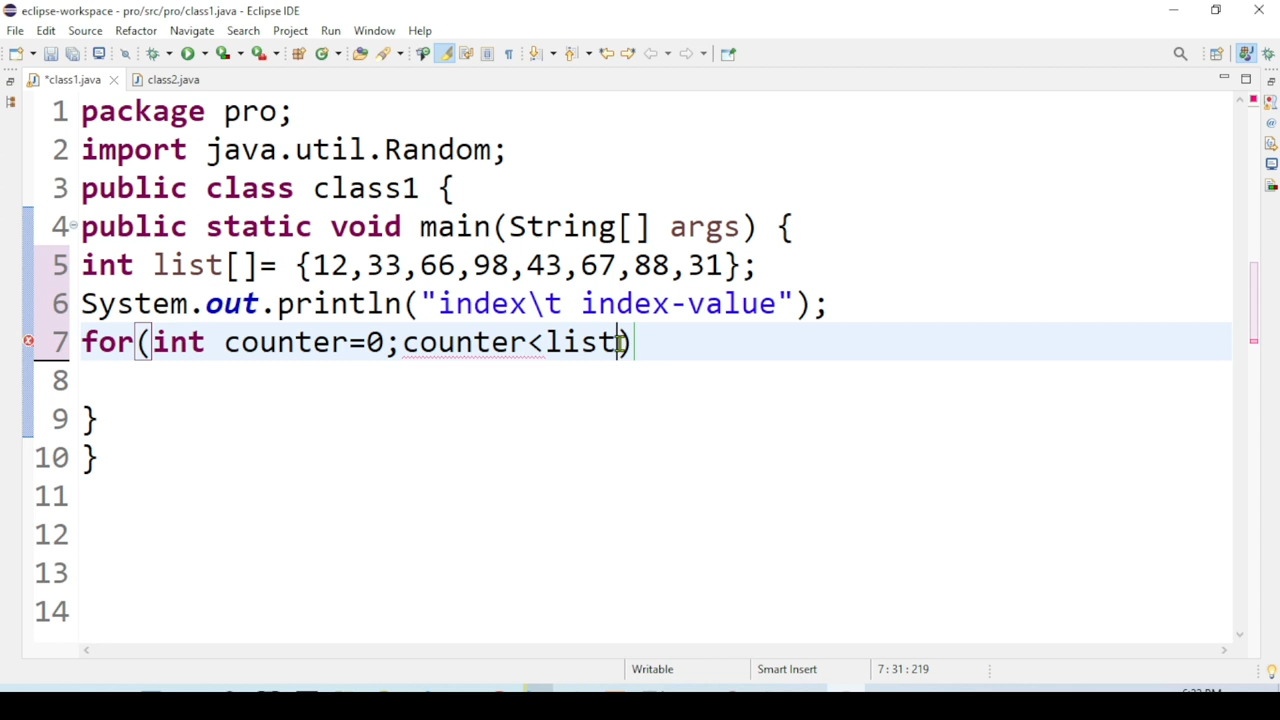 eclipse-workspace - pro/src/pro/class1.java - Eclipse IDE
File Edit Source Refactor Navigate Search Project Run Window Help
*class1.java class2.java
1 package pro;
2 import java.util.Random;
3 public class class1 {
4 public static void main(String[] args) {
5 int list[]= {12,33,66,98,43,67,88,31};
6 System.out.println("index\t index-value");
7 for(int counter=0;counter<list)
8
9 }
10 }
11
12
13
14
Writable Smart Insert 7:31:219